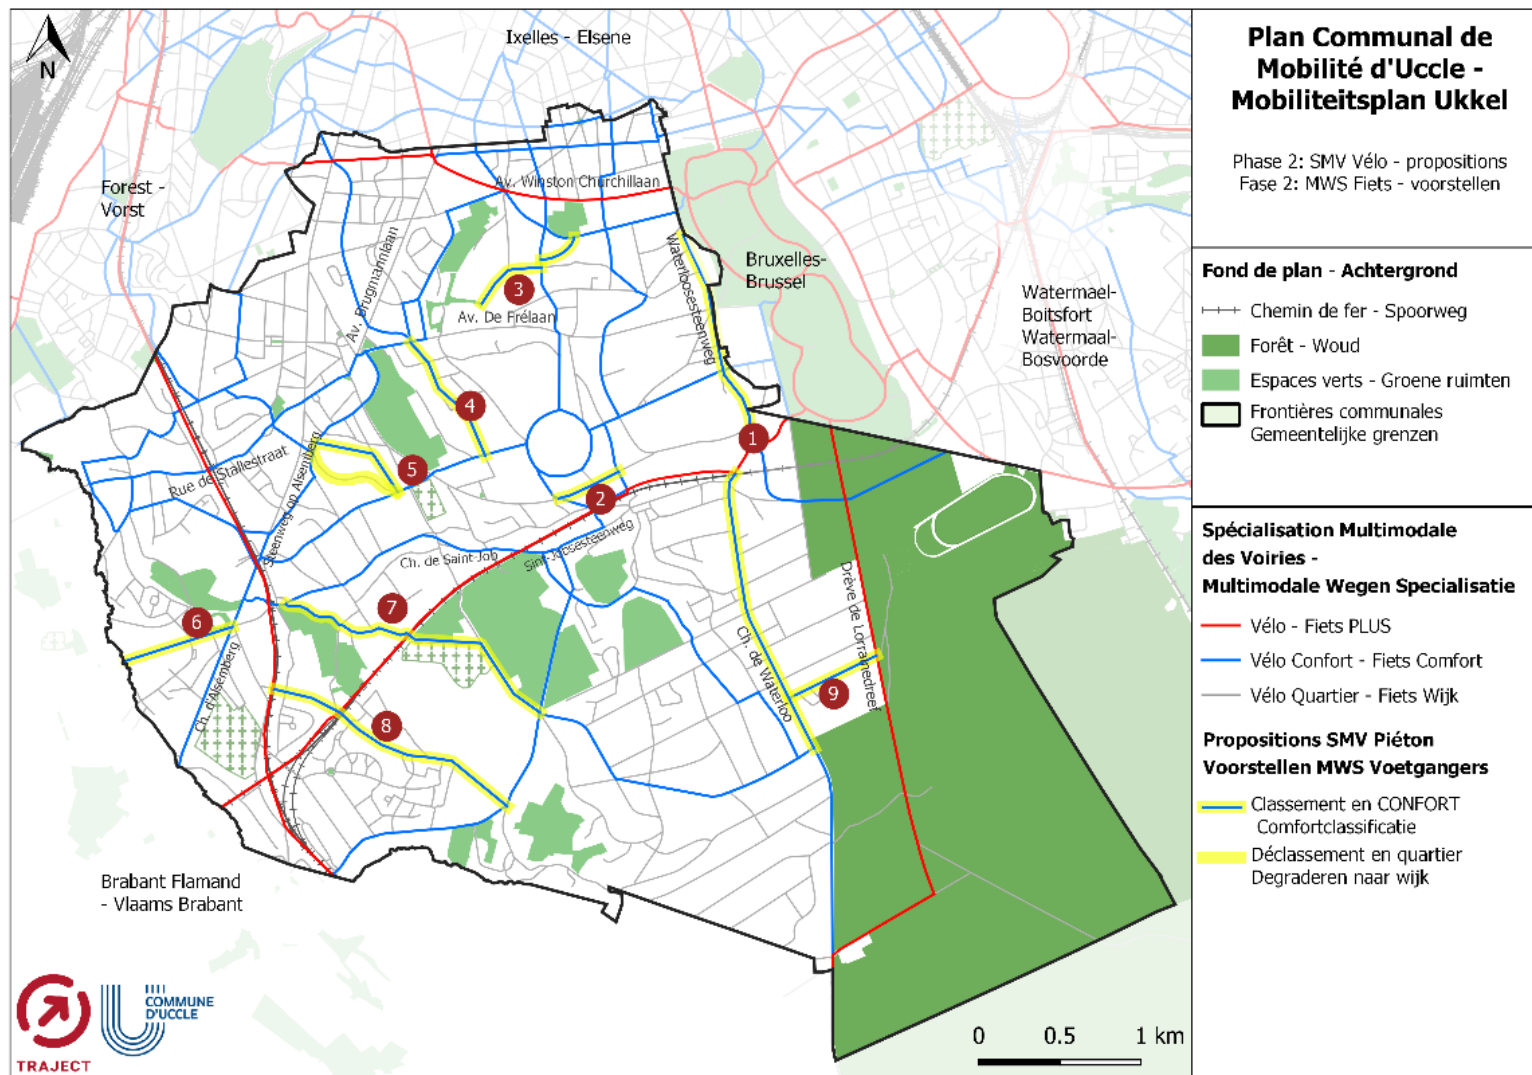 Plan Communal de
Mobilité d'Uccle -
Mobiliteitsplan Ukkel
Phase 2: SMV Vélo - propositions
Fase 2: MWS Fiets - voorstellen
Fond de plan - Achtergrond
Chemin de fer - Spoorweg
Forêt - Woud
Espaces verts - Groene ruimten
Frontières communales
Gemeentelijke grenzen
Spécialisation Multimodale
des Voiries -
Multimodale Wegen Specialisatie
Vélo - Fiets PLUS
Vélo Confort - Fiets Comfort
Vélo Quartier - Fiets Wijk
Propositions SMV Piéton
Voorstellen MWS Voetgangers
Classement en CONFORT
Comfortclassificatie
Déclassement en quartier
Degraderen naar wijk
N
Ixelles - Elsene
Forest -
Vorst
Av. Winston Churchillaan
Av. Brugmannlaan
Waterloosesteenweg
Bruxelles-
Brussel
Watermael-
Boitsfort
Watermaal-
Bosvoorde
3
Av. De Frélaan
4
1
Rue de Stallestraat
Steenweg op Alsemberg
5
2
Ch. de Saint-Job
Sint-Jobsesteenweg
Drève de Lorrainedreef
7
6
Ch. d'Alsemberg
Ch. de Waterloo
9
8
Brabant Flamand
- Vlaams Brabant
TRAJECT
COMMUNE
D'UCCLE
0 0.5 1 km